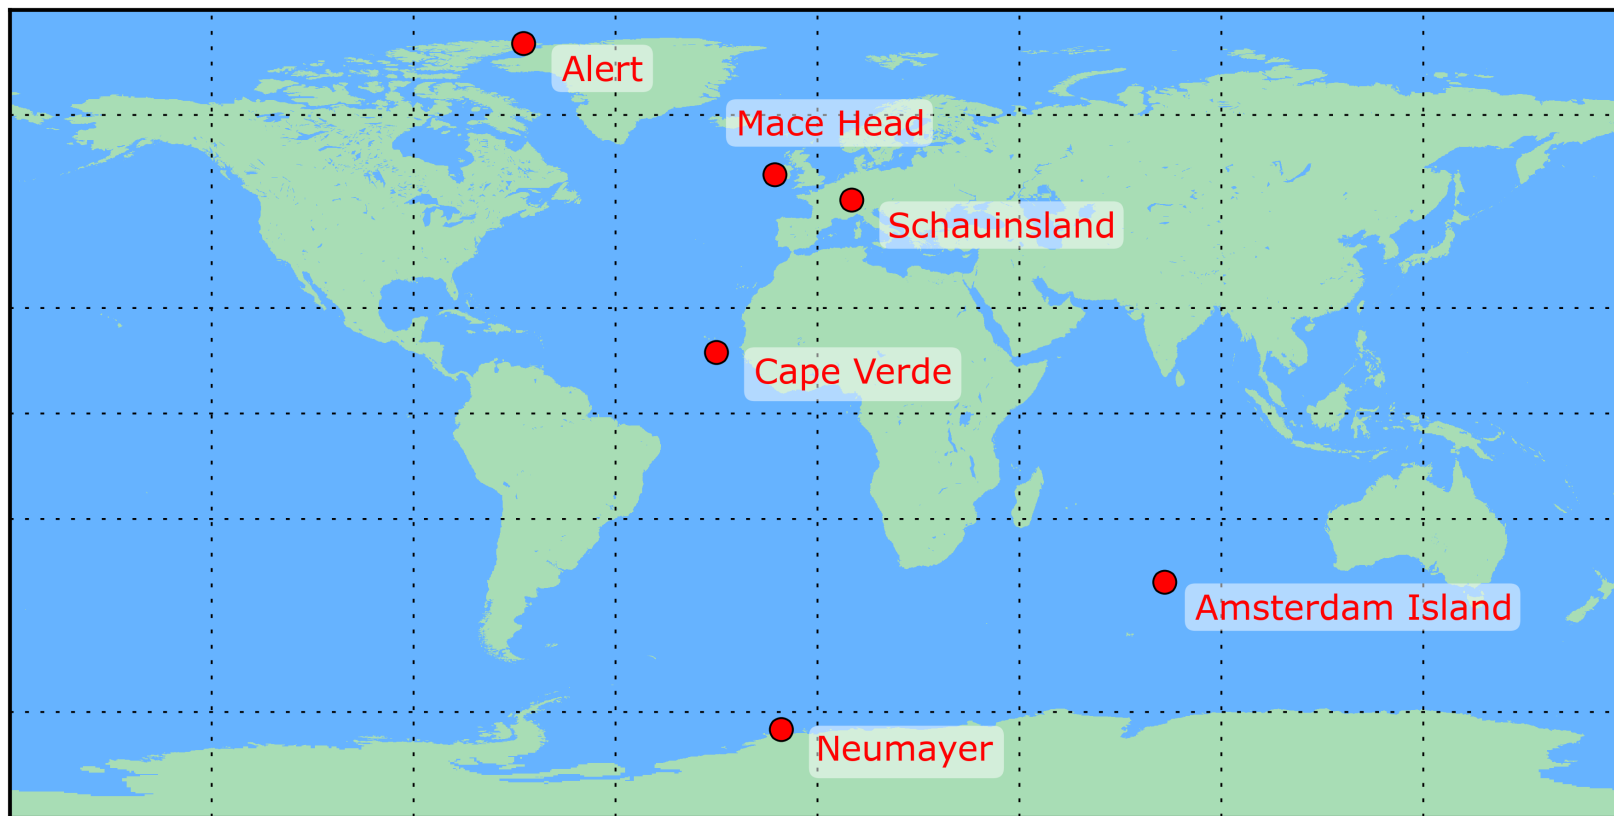 Alert
Mace Head
Schauinsland
Cape Verde
Amsterdam Island
Neumayer